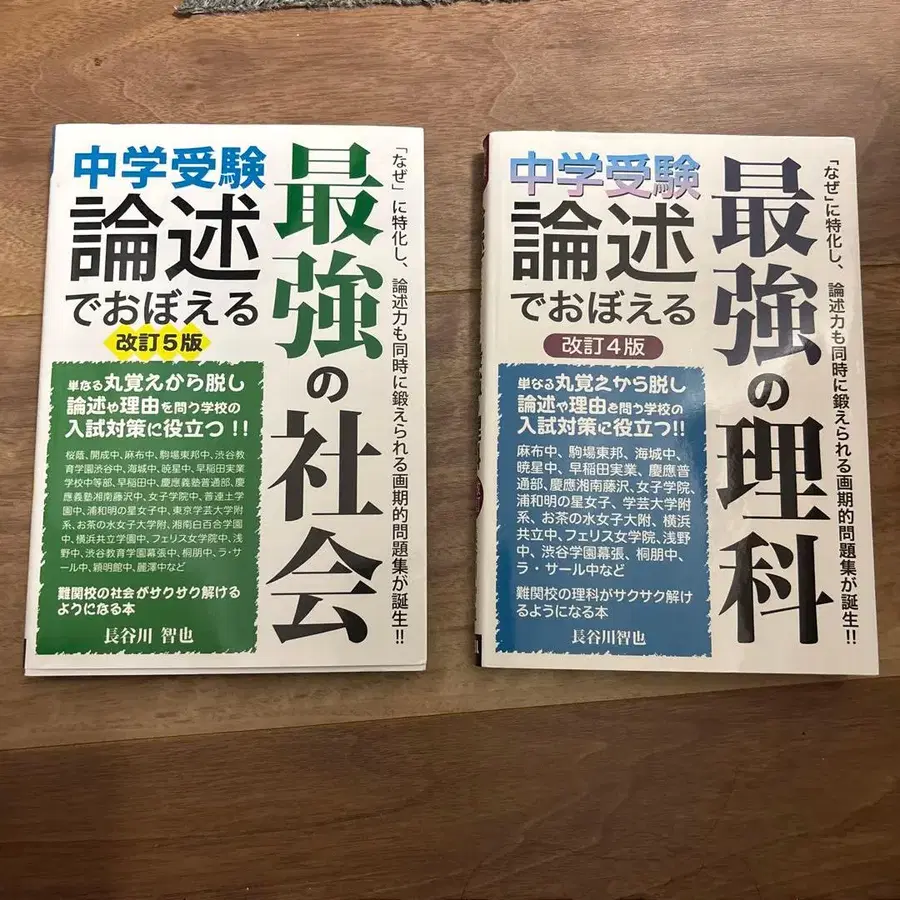 「なぜ」に特化し、論述力も同時に鍛えられる画期的問題集が誕生!!
最強の社会
中学受験
論述
でおぼえる
改訂5版
単なる丸覚えから脱し
論述や理由を問う学校の
入試対策に役立つ!!
桜蔭、開成中、麻布中、駒場東邦中、渋谷教
育学園渋谷中、海城中、暁星中、早稲田実業
学校中等部、早稲田中、慶應義塾普通部、慶
應義塾湘南藤沢中、女子学院中、普連土学
園中、浦和明の星女子中、東京学芸大学附
系、お茶の水女子大学附、湘南白百合学園
中、横浜共立学園中、フェリス女学院中、浅
野中、渋谷教育学園幕張中、桐朋中、ラ・サ
ール中、穎明館中、麗澤中など
難関校の社会がサクサク解ける
ようになる本
長谷川 智也
「なぜ」に特化し、論述力も同時に鍛えられる画期的問題集が誕生!!
最強の理科
中学受験
論述
でおぼえる
改訂4版
単なる丸覚えから脱し
論述や理由を問う学校の
入試対策に役立つ!!
麻布中、駒場東邦、海城中、
暁星中、早稲田実業、慶應普
通部、慶應湘南藤沢、女子学院、
浦和明の星女子、学芸大学附
系、お茶の水女子大附、横浜
共立中、フェリス女学院、浅野
中、渋谷学園幕張、桐朋中、
ラ・サール中など
難関校の理科がサクサク解け
るようになる本
長谷川智也